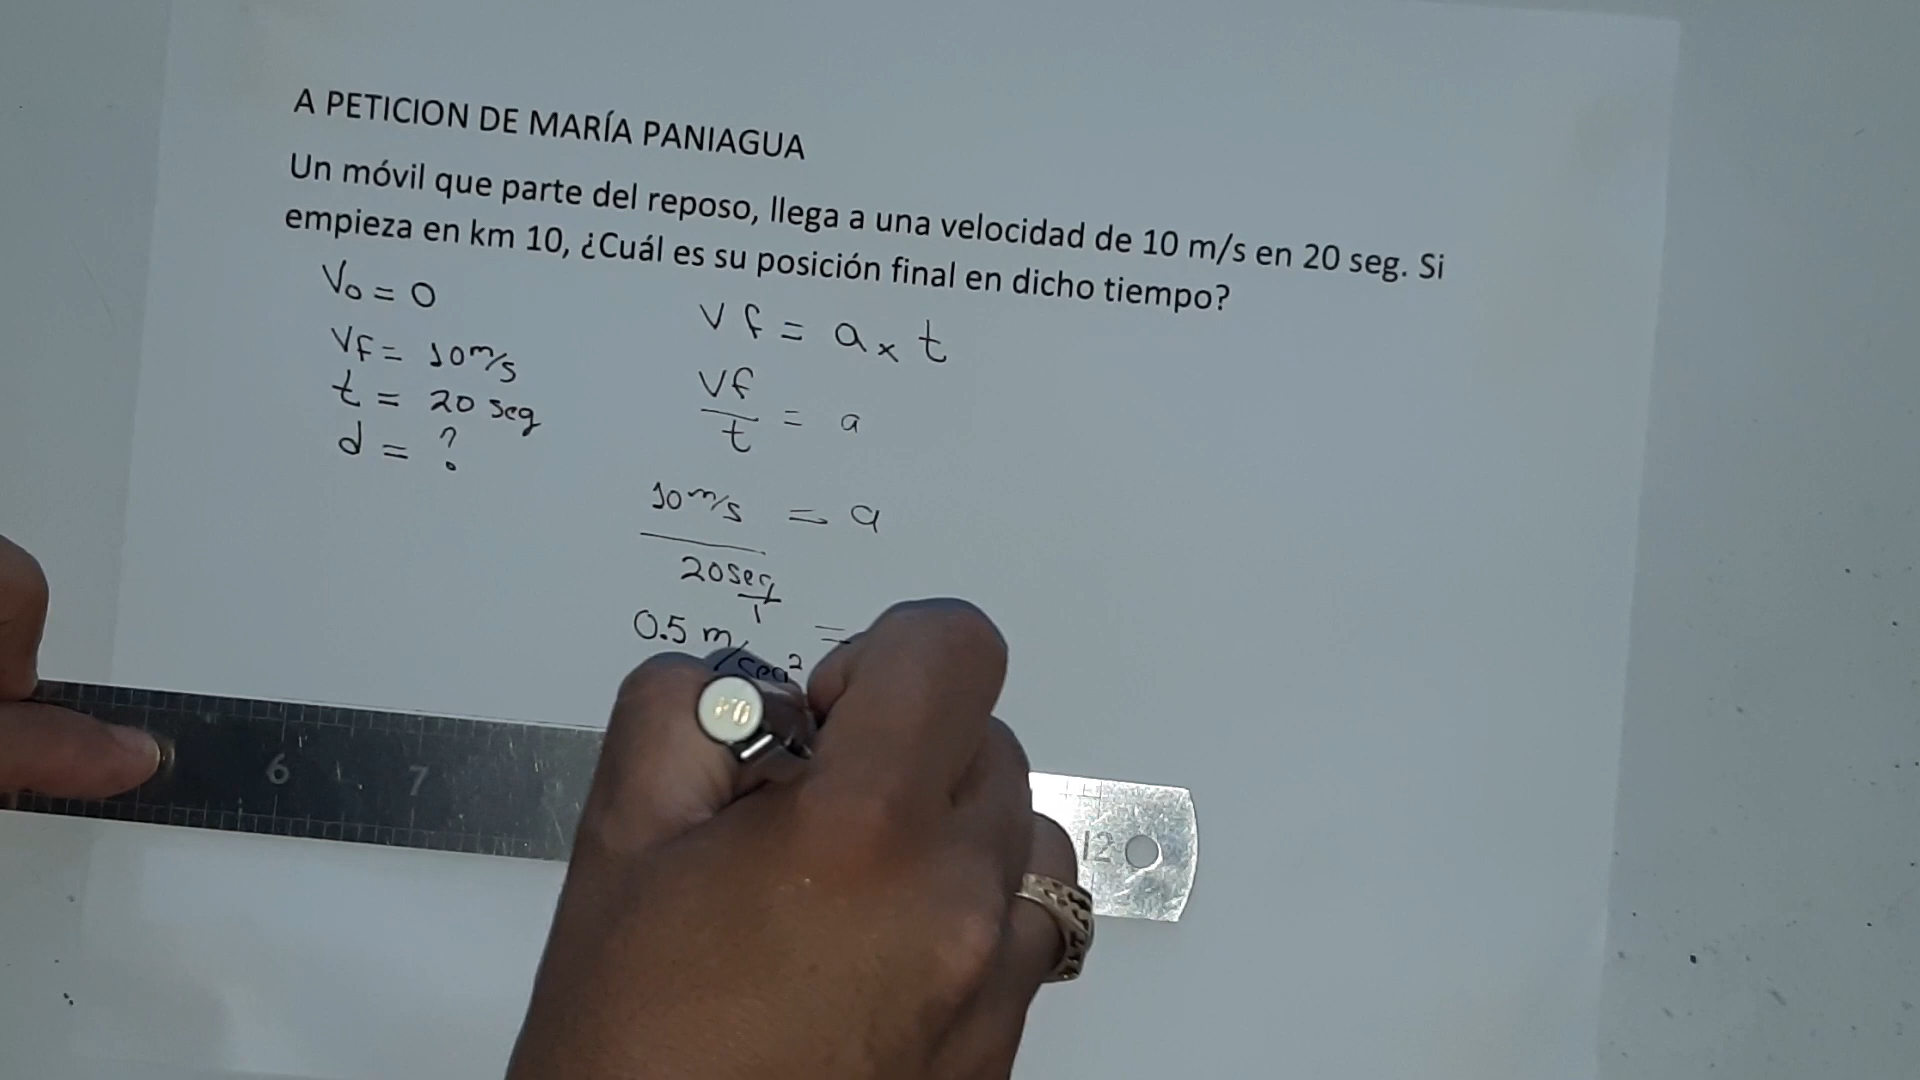 A PETICION DE MARÍA PANIAGUA
Un móvil que parte del reposo, llega a una velocidad de 10 m/s en 20 seg. Si
empieza en km 10, ¿Cuál es su posición final en dicho tiempo?
Vo = 0
Vf = 10 m/s
t = 20 seg
d = ?
Vf = a x t
Vf
t
= a
10 m/s = a
20 seg
1
0.5 m/seg² =
6 7 12